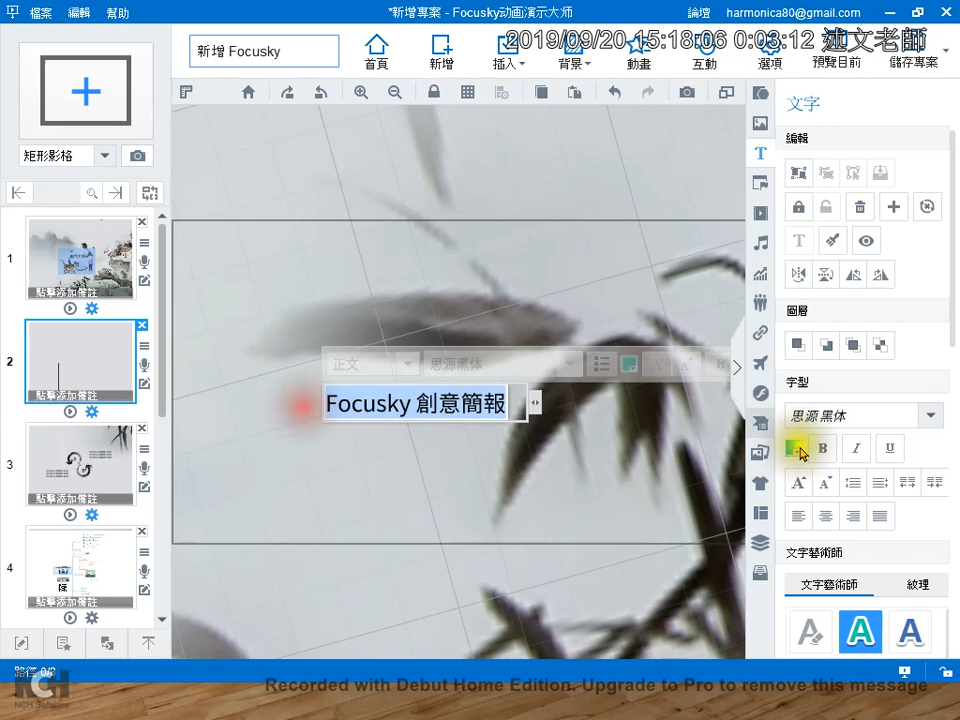 檔案 編輯 幫助
*新增專案 - Focusky动画演示大师
論壇 harmonica80@gmail.com
2019/09/20 15:18:06 0:03:12 述文老師
新增 Focusky
首頁 新增 插入 背景 動畫 互動 選項 預覽目前 儲存專案
矩形影格
1
點擊添加備註
2
點擊添加備註
3
點擊添加備註
4
點擊添加備註
正文 思源黑体
Focusky 創意簡報
文字
編輯
圖層
字型
思源 黑体
B I U
文字藝術師
文字藝術師 紋理
路徑 0/8
Recorded with Debut Home Edition. Upgrade to Pro to remove this message
NCH
NCH Software